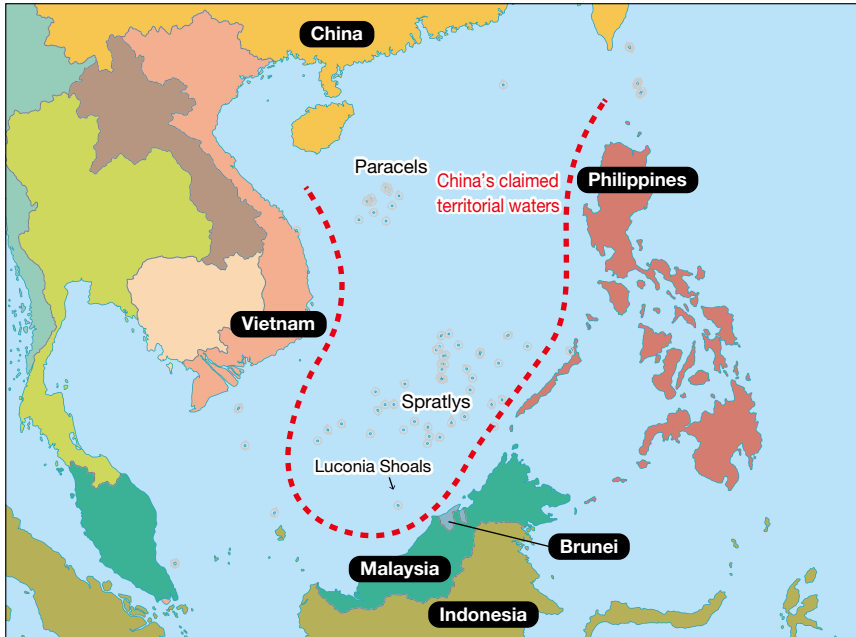 China
Paracels
China's claimed
territorial waters
Philippines
Vietnam
Spratlys
Luconia Shoals
Brunei
Malaysia
Indonesia